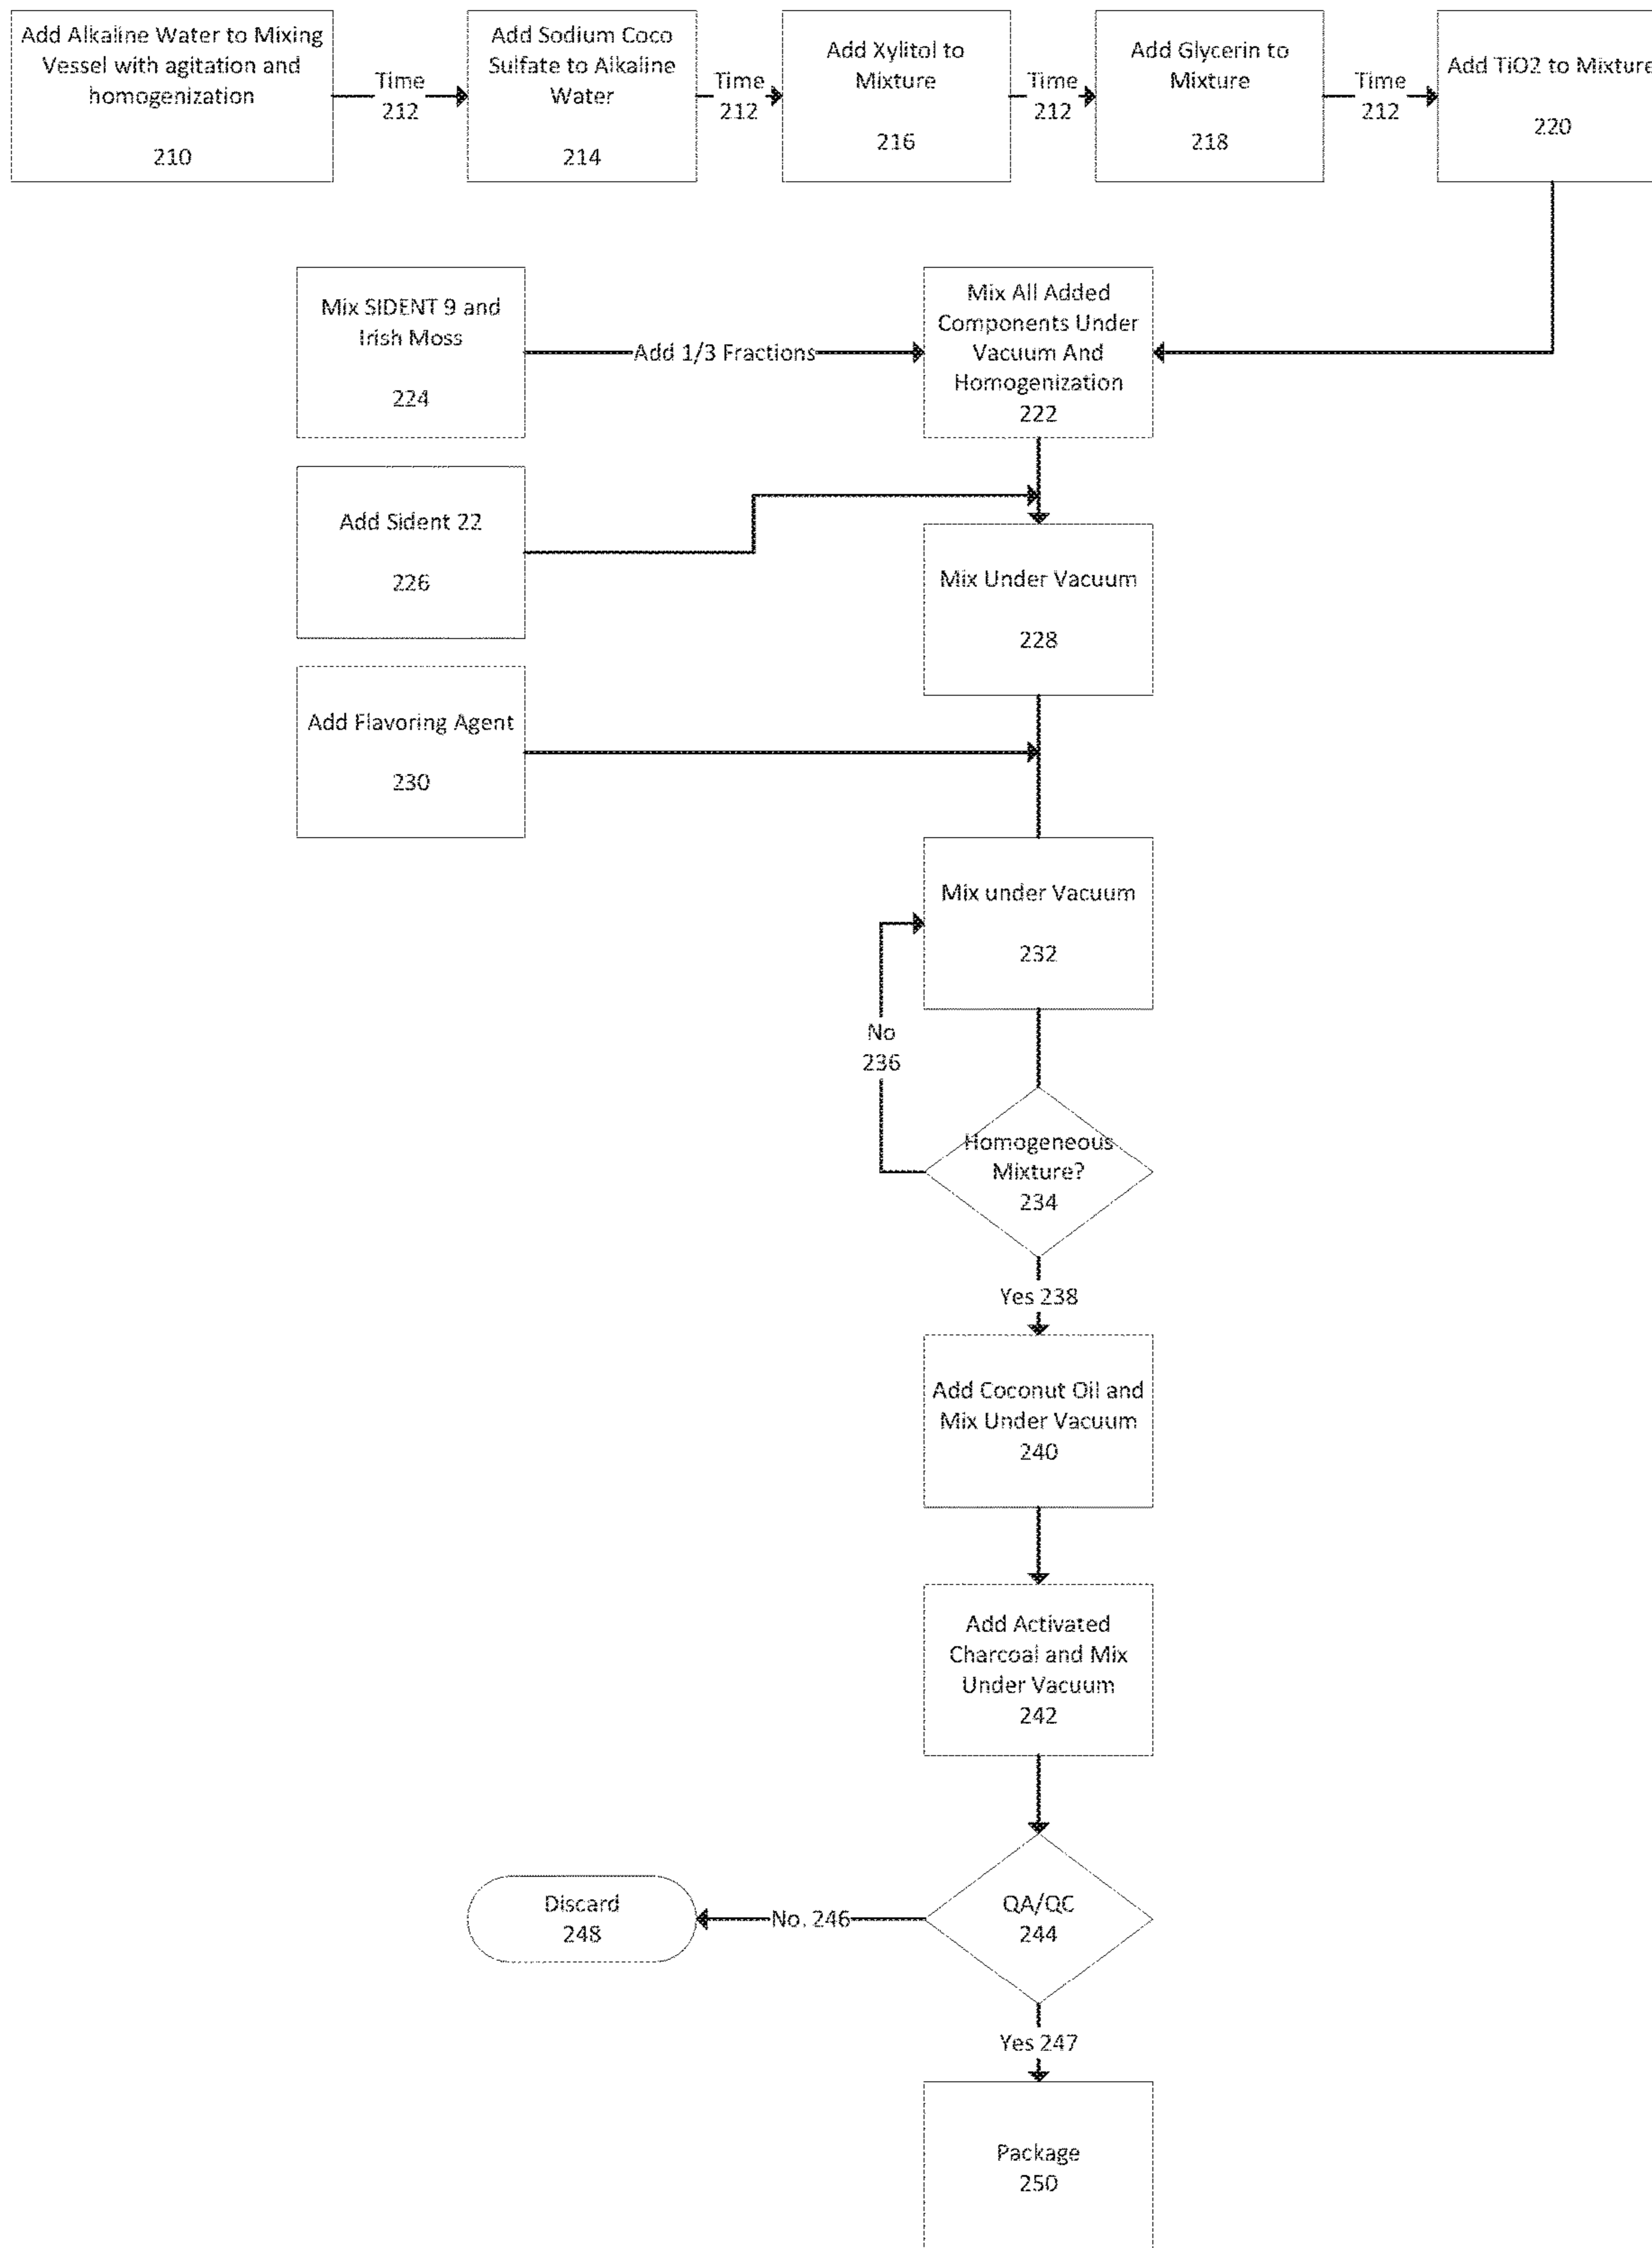 Add Alkaline Water to Mixing
Vessel with agitation and
homogenization
210
Time
212
Add Sodium Coco
Sulfate to Alkaline
Water
214
Time
212
Add Xylitol to
Mixture
216
Time
212
Add Glycerin to
Mixture
218
Time
212
Add TiO2 to Mixture
220
Mix SIDENT 9 and
Irish Moss
224
Add 1/3 Fractions
Mix All Added
Components Under
Vacuum And
Homogenization
222
Add Sident 22
226
Mix Under Vacuum
228
Add Flavoring Agent
230
Mix under Vacuum
232
No
236
Homogeneous
Mixture?
234
Yes 238
Add Coconut Oil and
Mix Under Vacuum
240
Add Activated
Charcoal and Mix
Under Vacuum
242
QA/QC
244
No. 246
Discard
248
Yes 247
Package
250